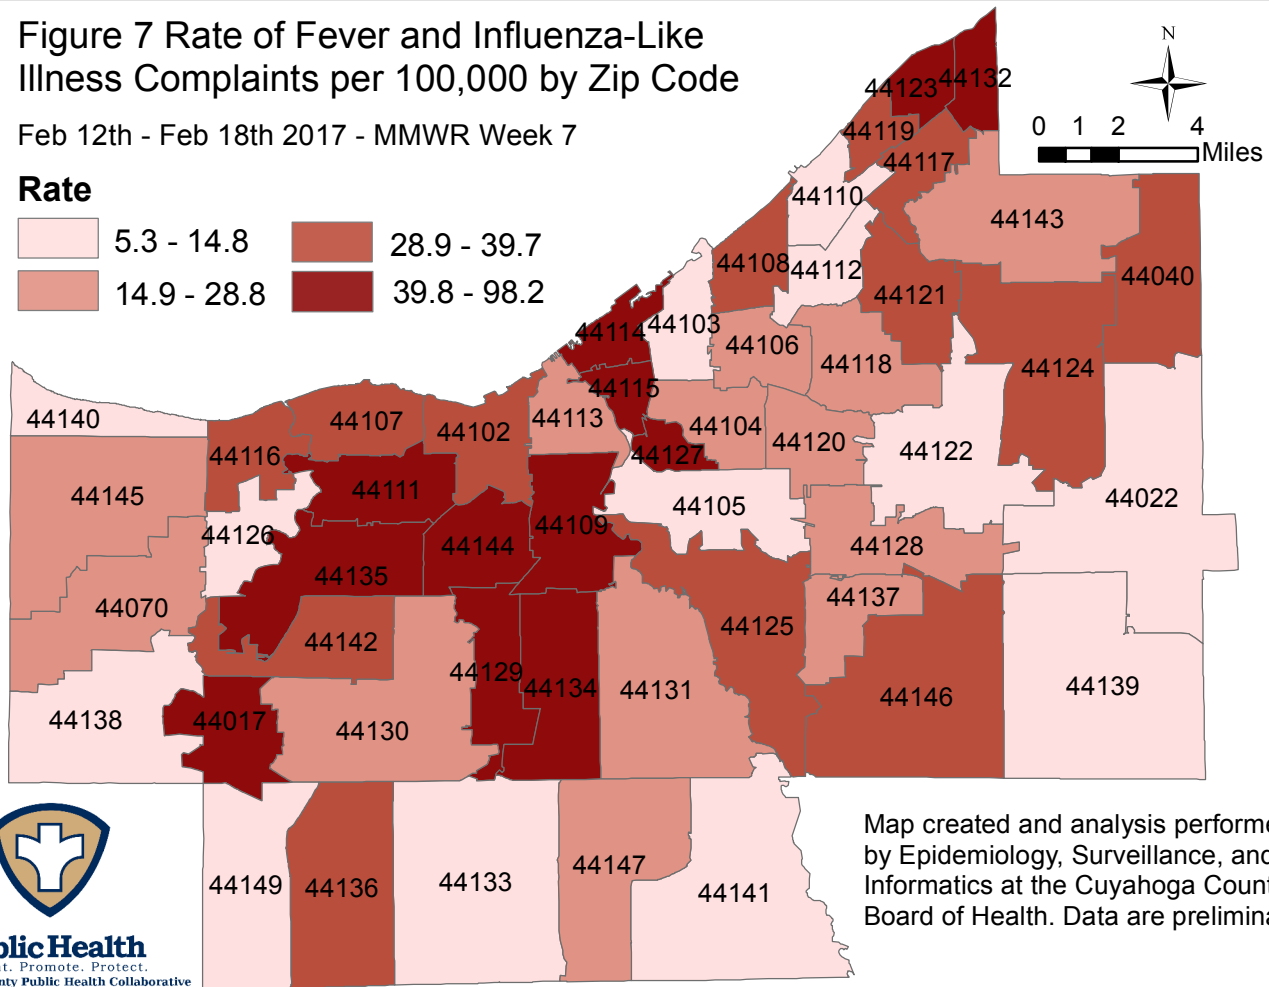 Figure 7 Rate of Fever and Influenza-Like
Illness Complaints per 100,000 by Zip Code
Feb 12th - Feb 18th 2017 - MMWR Week 7
Rate
5.3 - 14.8
28.9 - 39.7
14.9 - 28.8
39.8 - 98.2
N
0 1 2 4
Miles
44123
44132
44119
44117
44110
44143
44108
44112
44040
44121
44114
44103
44106
44118
44124
44115
44140
44107
44102
44113
44104
44120
44116
44127
44122
44145
44111
44105
44022
44126
44109
44144
44128
44135
44070
44137
44142
44125
44129
44134
44131
44146
44139
44138
44017
44130
44149
44136
44133
44147
44141
Map created and analysis performe
by Epidemiology, Surveillance, and
Informatics at the Cuyahoga Count
Board of Health. Data are prelimina
blic Health
t. Promote. Protect.
nty Public Health Collaborative